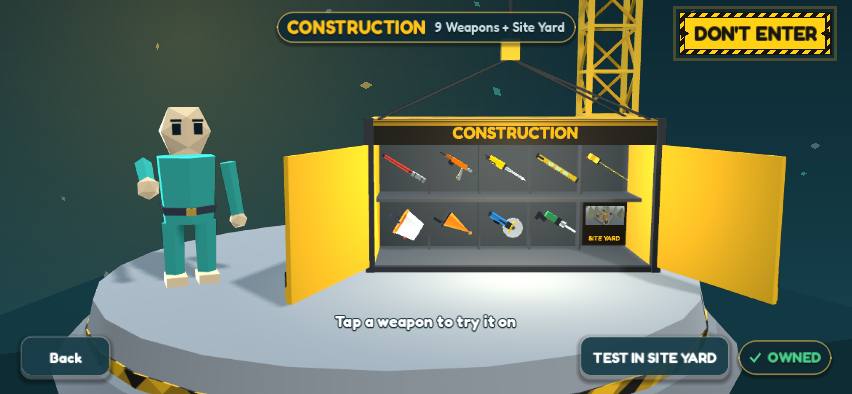 CONSTRUCTION 9 Weapons + Site Yard
DON'T ENTER
CONSTRUCTION
SITE YARD
Tap a weapon to try it on
Back
TEST IN SITE YARD
OWNED